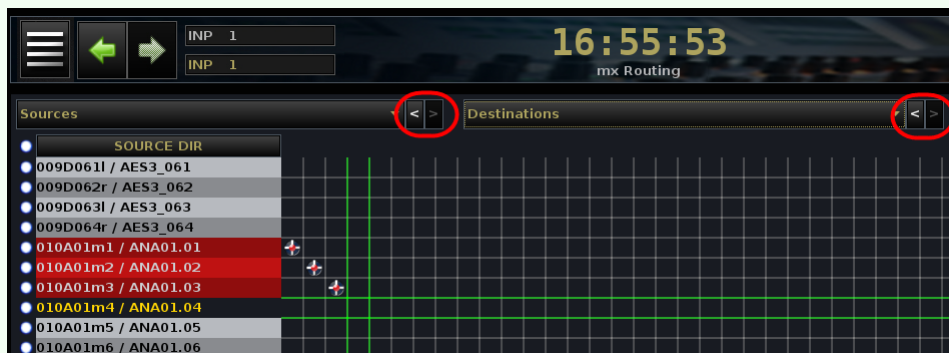 INP 1
INP 1
16:55:53
mx Routing
Sources < >
Destinations < >
SOURCE DIR
009D061l / AES3_061
009D062r / AES3_062
009D063l / AES3_063
009D064r / AES3_064
010A01m1 / ANA01.01
010A01m2 / ANA01.02
010A01m3 / ANA01.03
010A01m4 / ANA01.04
010A01m5 / ANA01.05
010A01m6 / ANA01.06